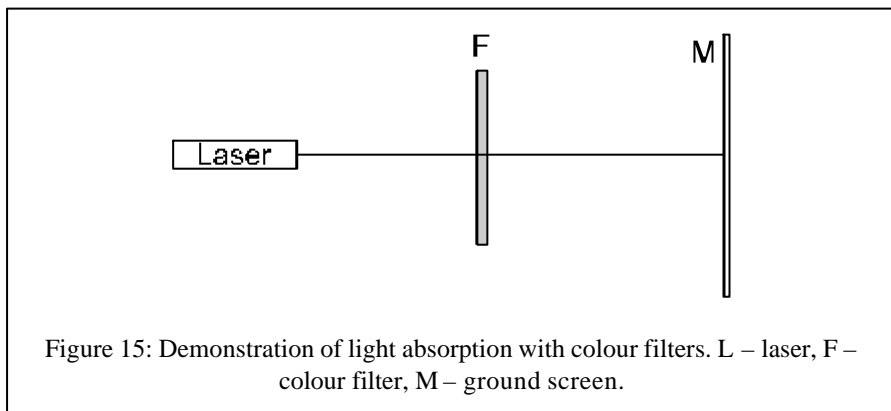 F
M
Laser
Figure 15: Demonstration of light absorption with colour filters. L – laser, F –
colour filter, M – ground screen.